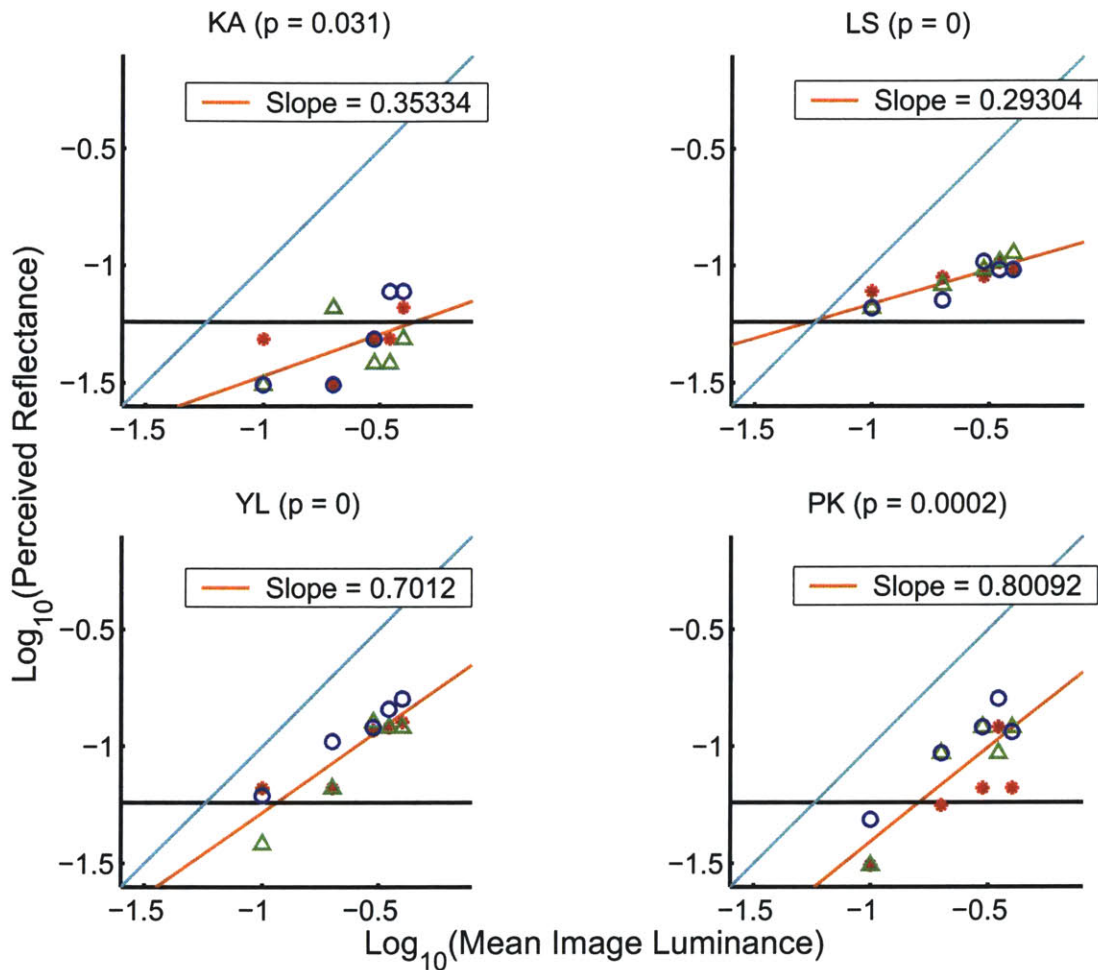 KA (p = 0.031)
Slope = 0.35334
−0.5
−1
−1.5
−1.5
−1
−0.5
LS (p = 0)
Slope = 0.29304
−0.5
−1
−1.5
−1.5
−1
−0.5
YL (p = 0)
Slope = 0.7012
−0.5
−1
−1.5
−1.5
−1
−0.5
PK (p = 0.0002)
Slope = 0.80092
−0.5
−1
−1.5
−1.5
−1
−0.5
Log10(Perceived Reflectance)
Log10(Mean Image Luminance)